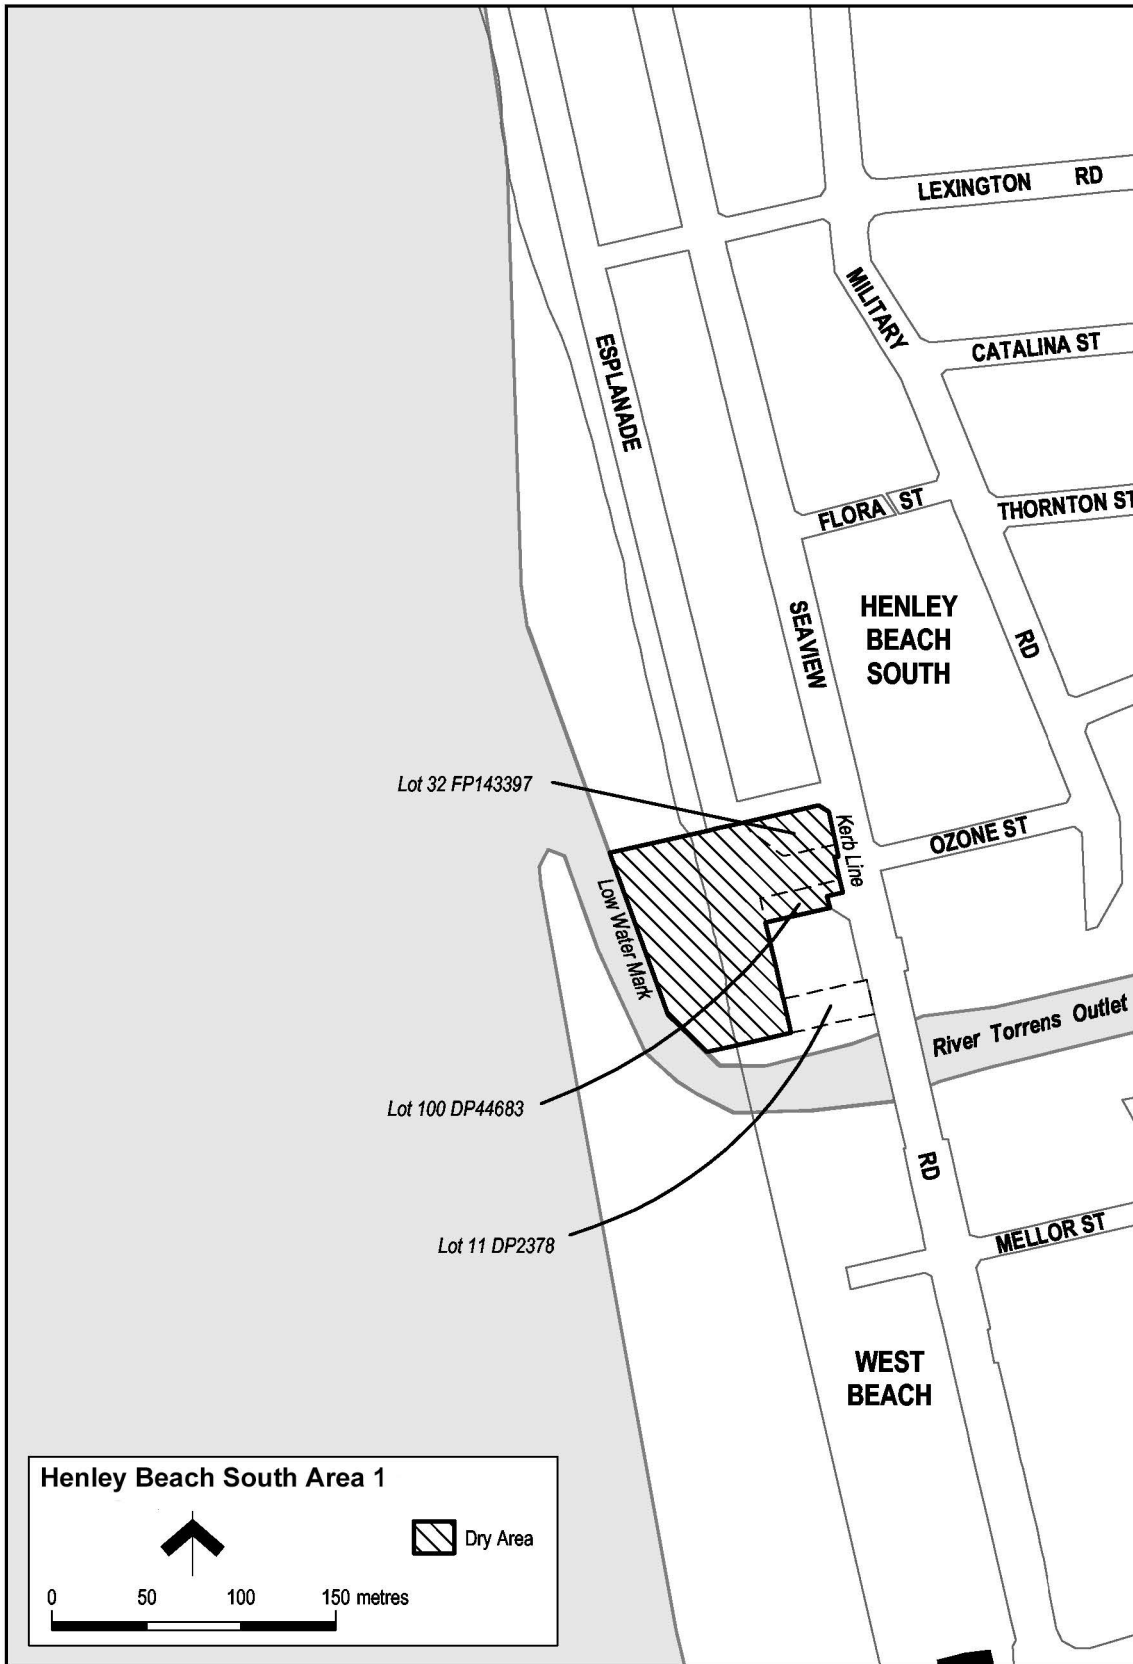 LEXINGTON RD
MILITARY
CATALINA ST
ESPLANADE
FLORA ST
THORNTON ST
HENLEY
BEACH
SOUTH
SEAVIEW
RD
Lot 32 FP143397
Kerb Line
OZONE ST
Low Water Mark
River Torrens Outlet
Lot 100 DP44683
RD
Lot 11 DP2378
MELLOR ST
WEST
BEACH
Henley Beach South Area 1
Dry Area
0 50 100 150 metres